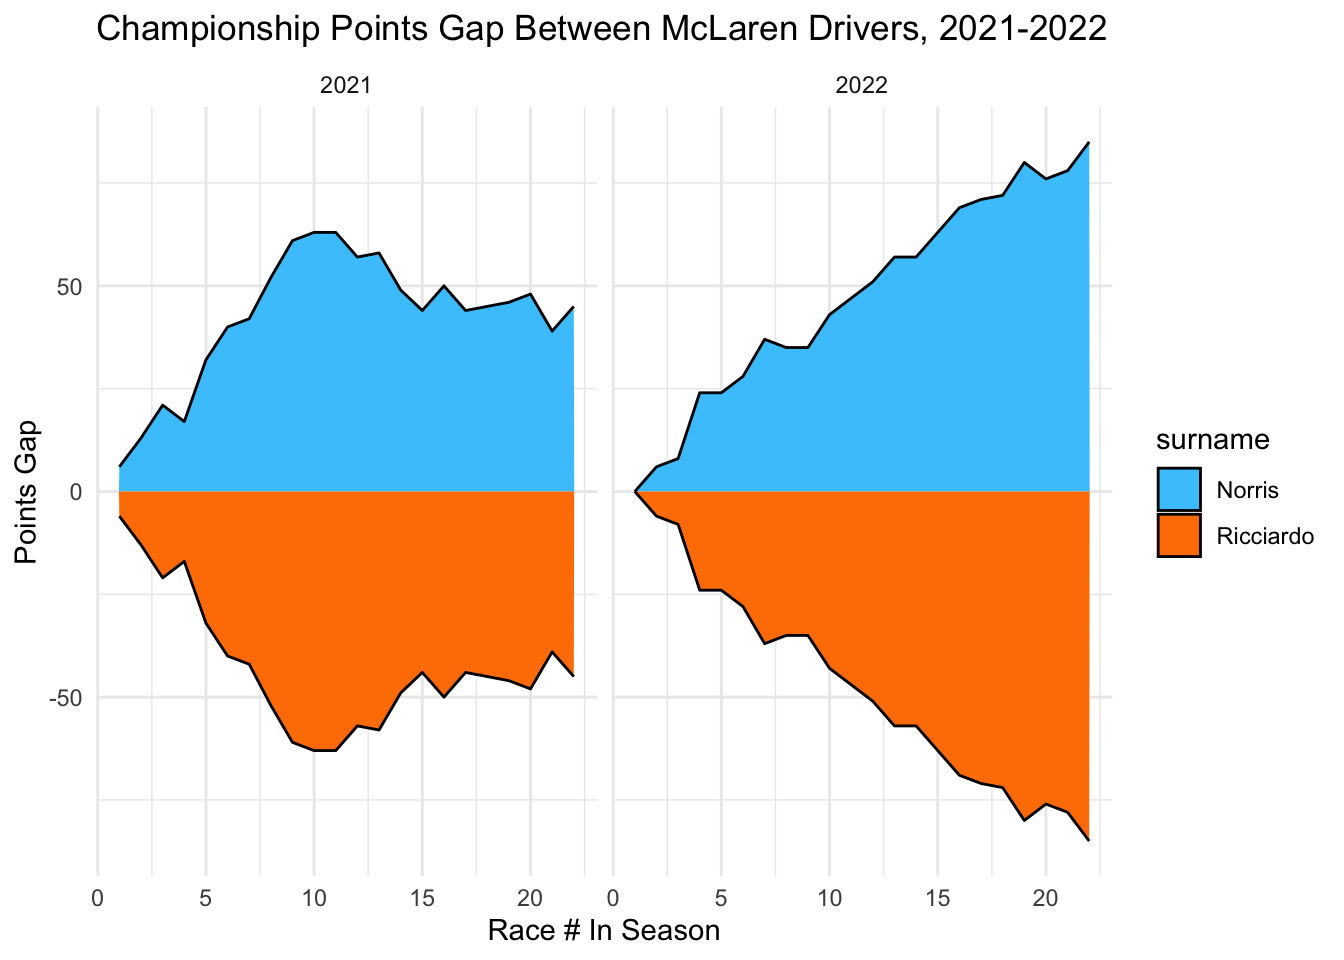 Championship Points Gap Between McLaren Drivers, 2021-2022
2021
2022
Points Gap
50
0
-50
0
5
10
15
20
0
5
10
15
20
Race # In Season
surname
Norris
Ricciardo